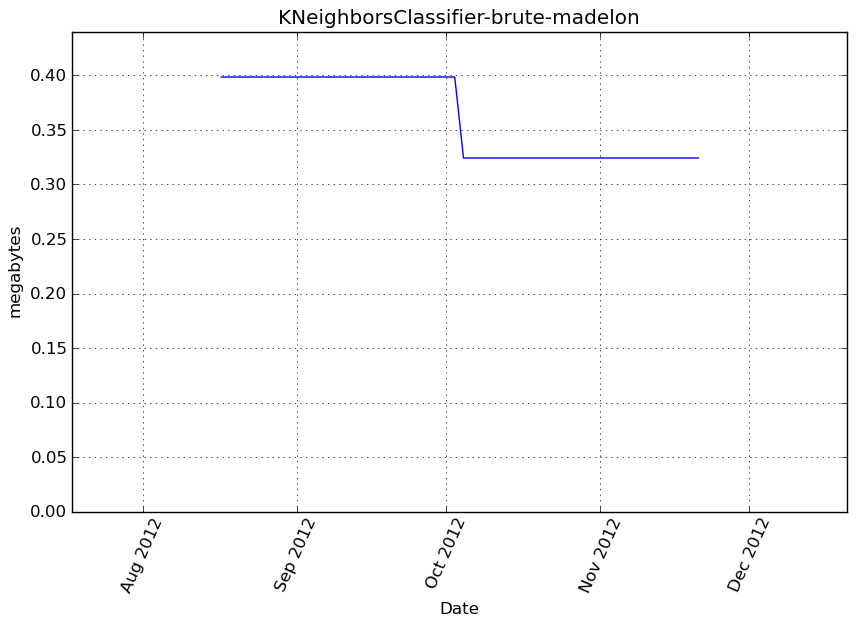 KNeighborsClassifier-brute-madelon
0.40
0.35
0.30
0.25
0.20
0.15
0.10
0.05
0.00
megabytes
Aug 2012
Sep 2012
Oct 2012
Nov 2012
Dec 2012
Date